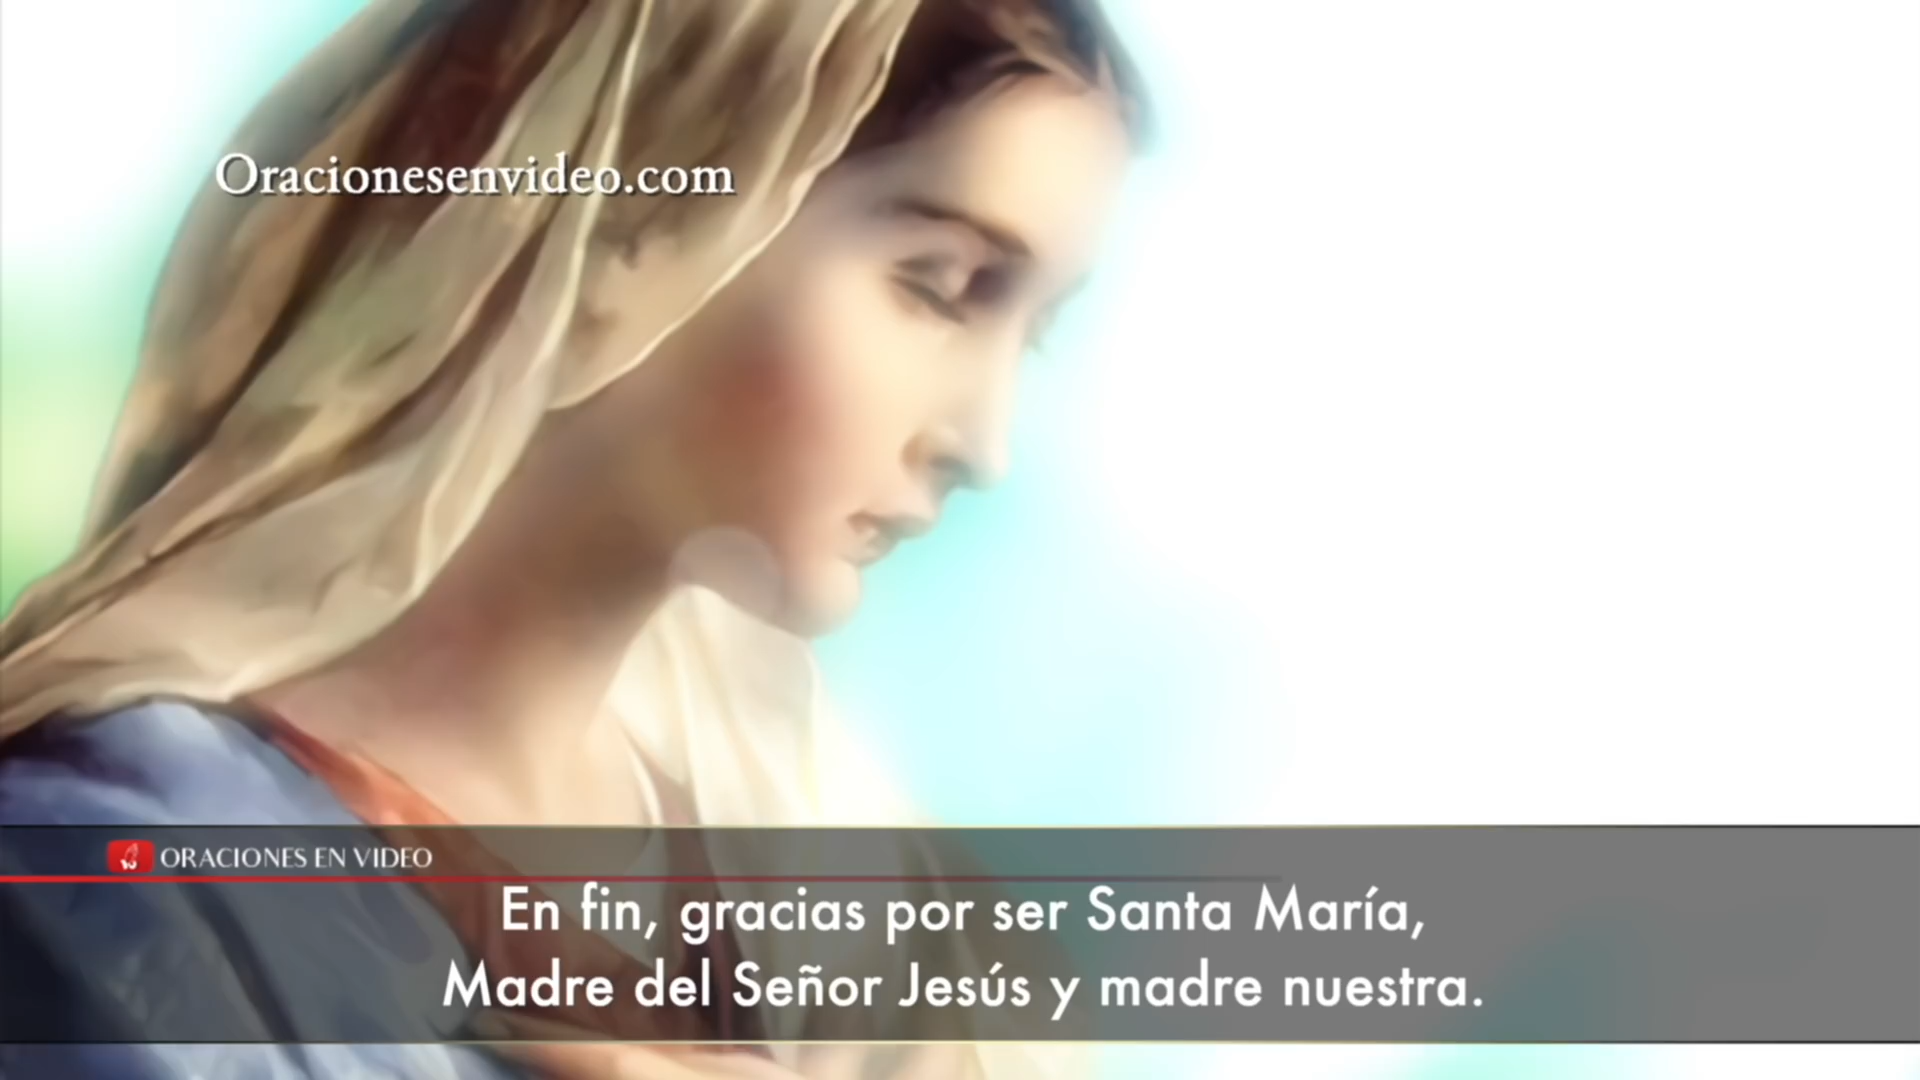 Oracionesenvideo.com
ORACIONES EN VIDEO
En fin, gracias por ser Santa María,
Madre del Señor Jesús y madre nuestra.